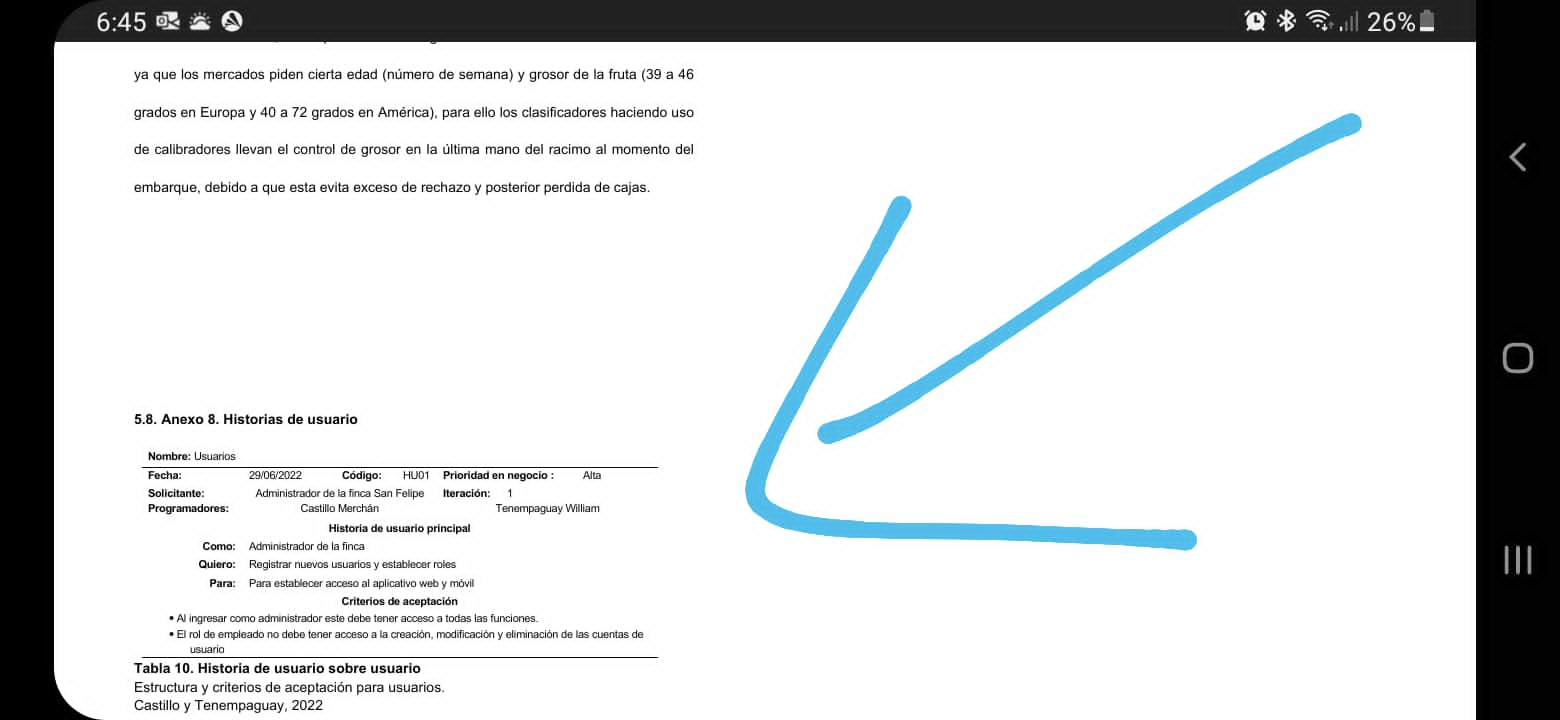 6:45 26%
ya que los mercados piden cierta edad (número de semana) y grosor de la fruta (39 a 46
grados en Europa y 40 a 72 grados en América), para ello los clasificadores haciendo uso
de calibradores llevan el control de grosor en la última mano del racimo al momento del
embarque, debido a que esta evita exceso de rechazo y posterior perdida de cajas.
5.8. Anexo 8. Historias de usuario
Nombre: Usuarios
Fecha: 29/06/2022 Código: HU01 Prioridad en negocio : Alta
Solicitante: Administrador de la finca San Felipe Iteración: 1
Programadores: Castillo Merchán Tenempaguay William
Historia de usuario principal
Como: Administrador de la finca
Quiero: Registrar nuevos usuarios y establecer roles
Para: Para establecer acceso al aplicativo web y móvil
Criterios de aceptación
• Al ingresar como administrador este debe tener acceso a todas las funciones.
• El rol de empleado no debe tener acceso a la creación, modificación y eliminación de las cuentas de
usuario
Tabla 10. Historia de usuario sobre usuario
Estructura y criterios de aceptación para usuarios.
Castillo y Tenempaguay, 2022